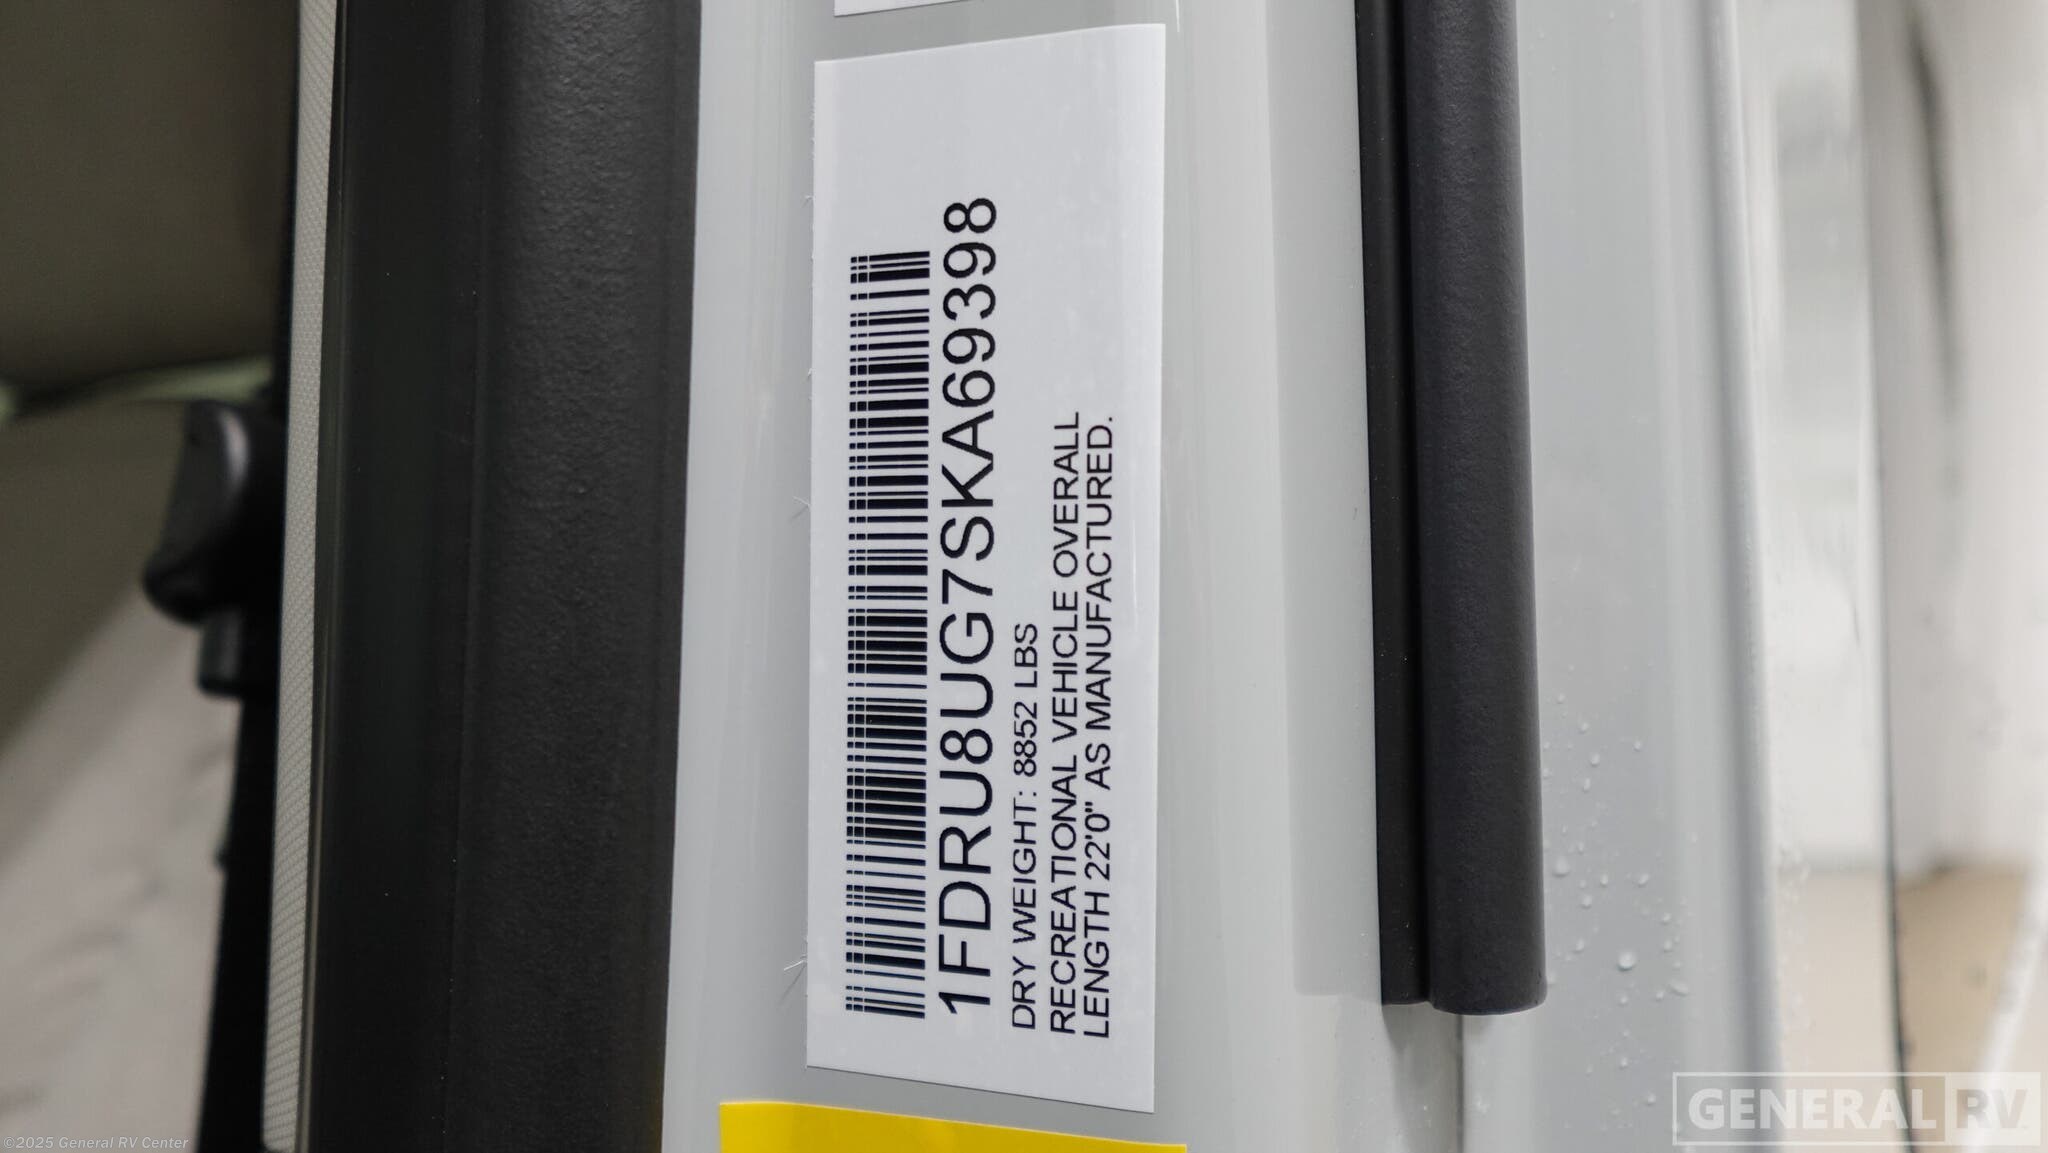 1FDRU8UG7SKA69398
DRY WEIGHT: 8852 LBS
RECREATIONAL VEHICLE OVERALL
LENGTH 22'0" AS MANUFACTURED.
©2025 General RV Center
GENERAL RV